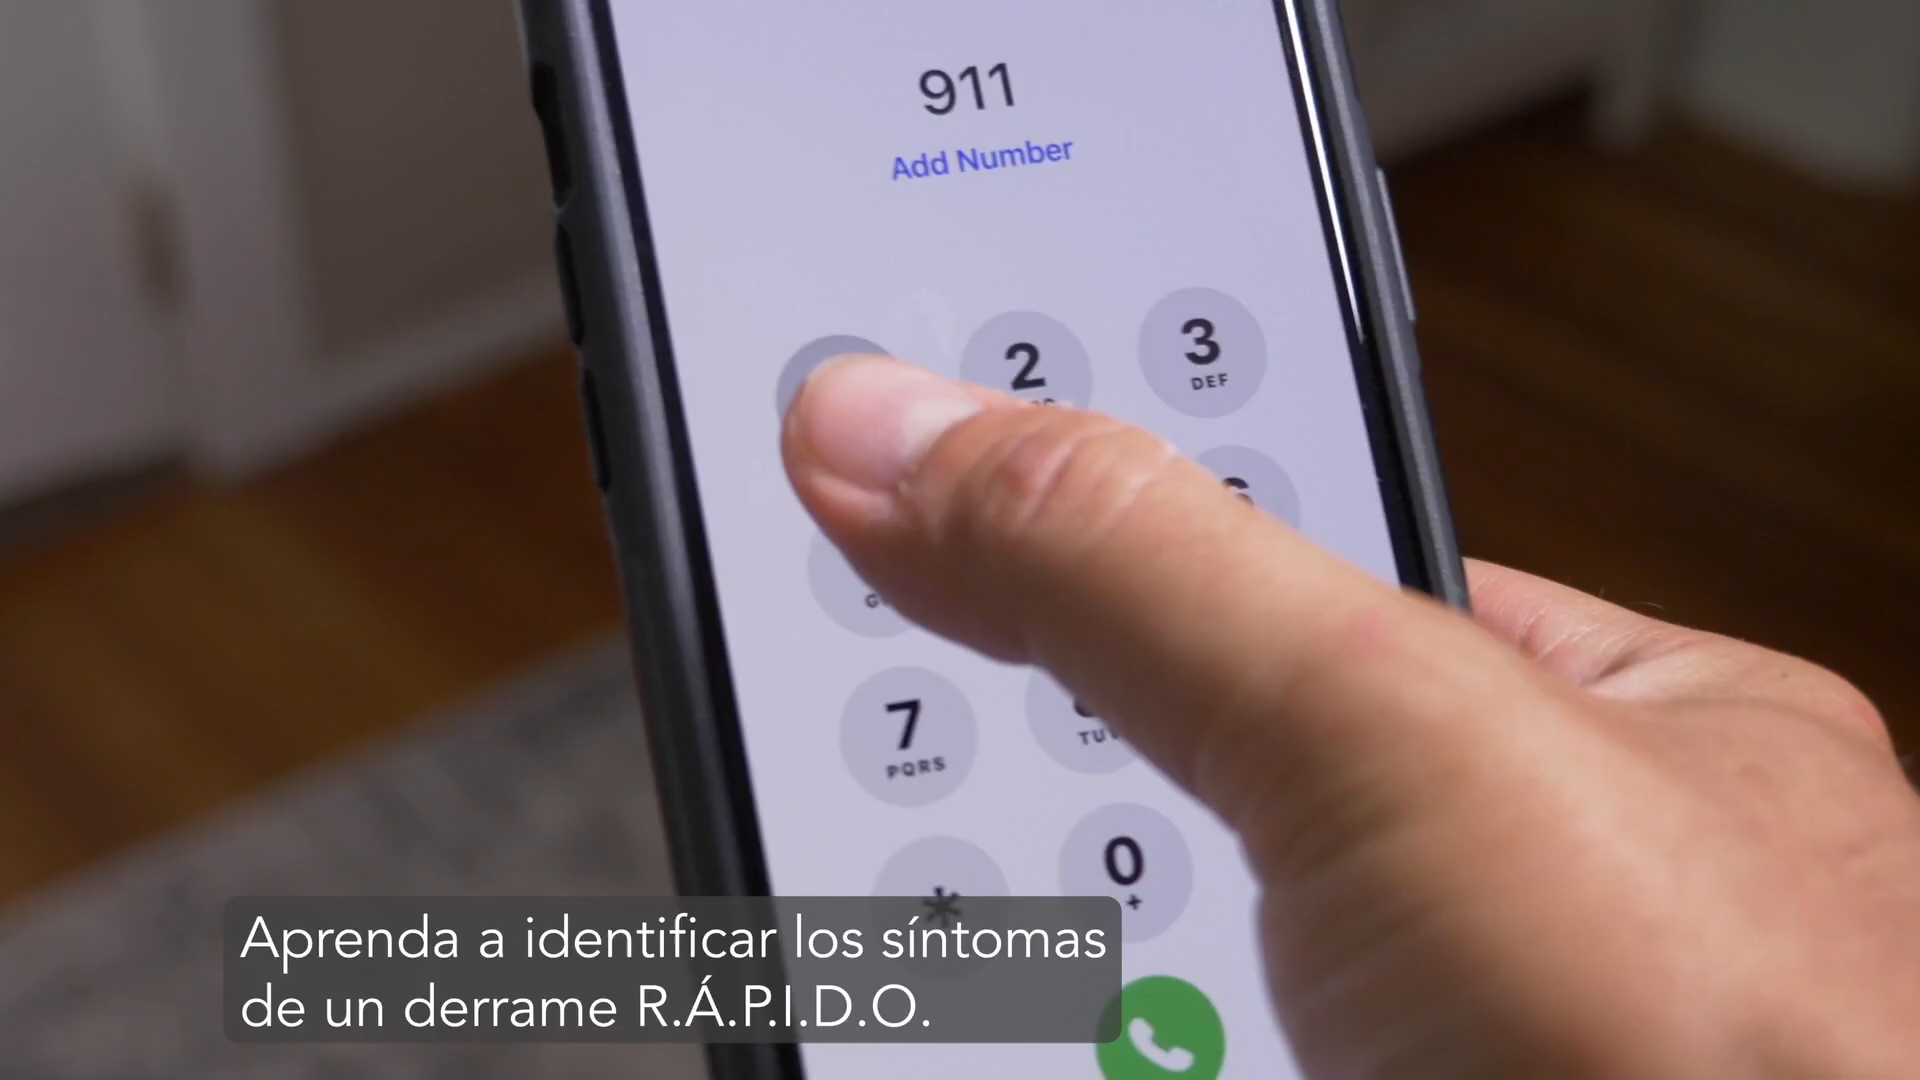 911
Add Number
2
3
DEF
7
PQRS
*
0
+
Aprenda a identificar los síntomas
de un derrame R.Á.P.I.D.O.